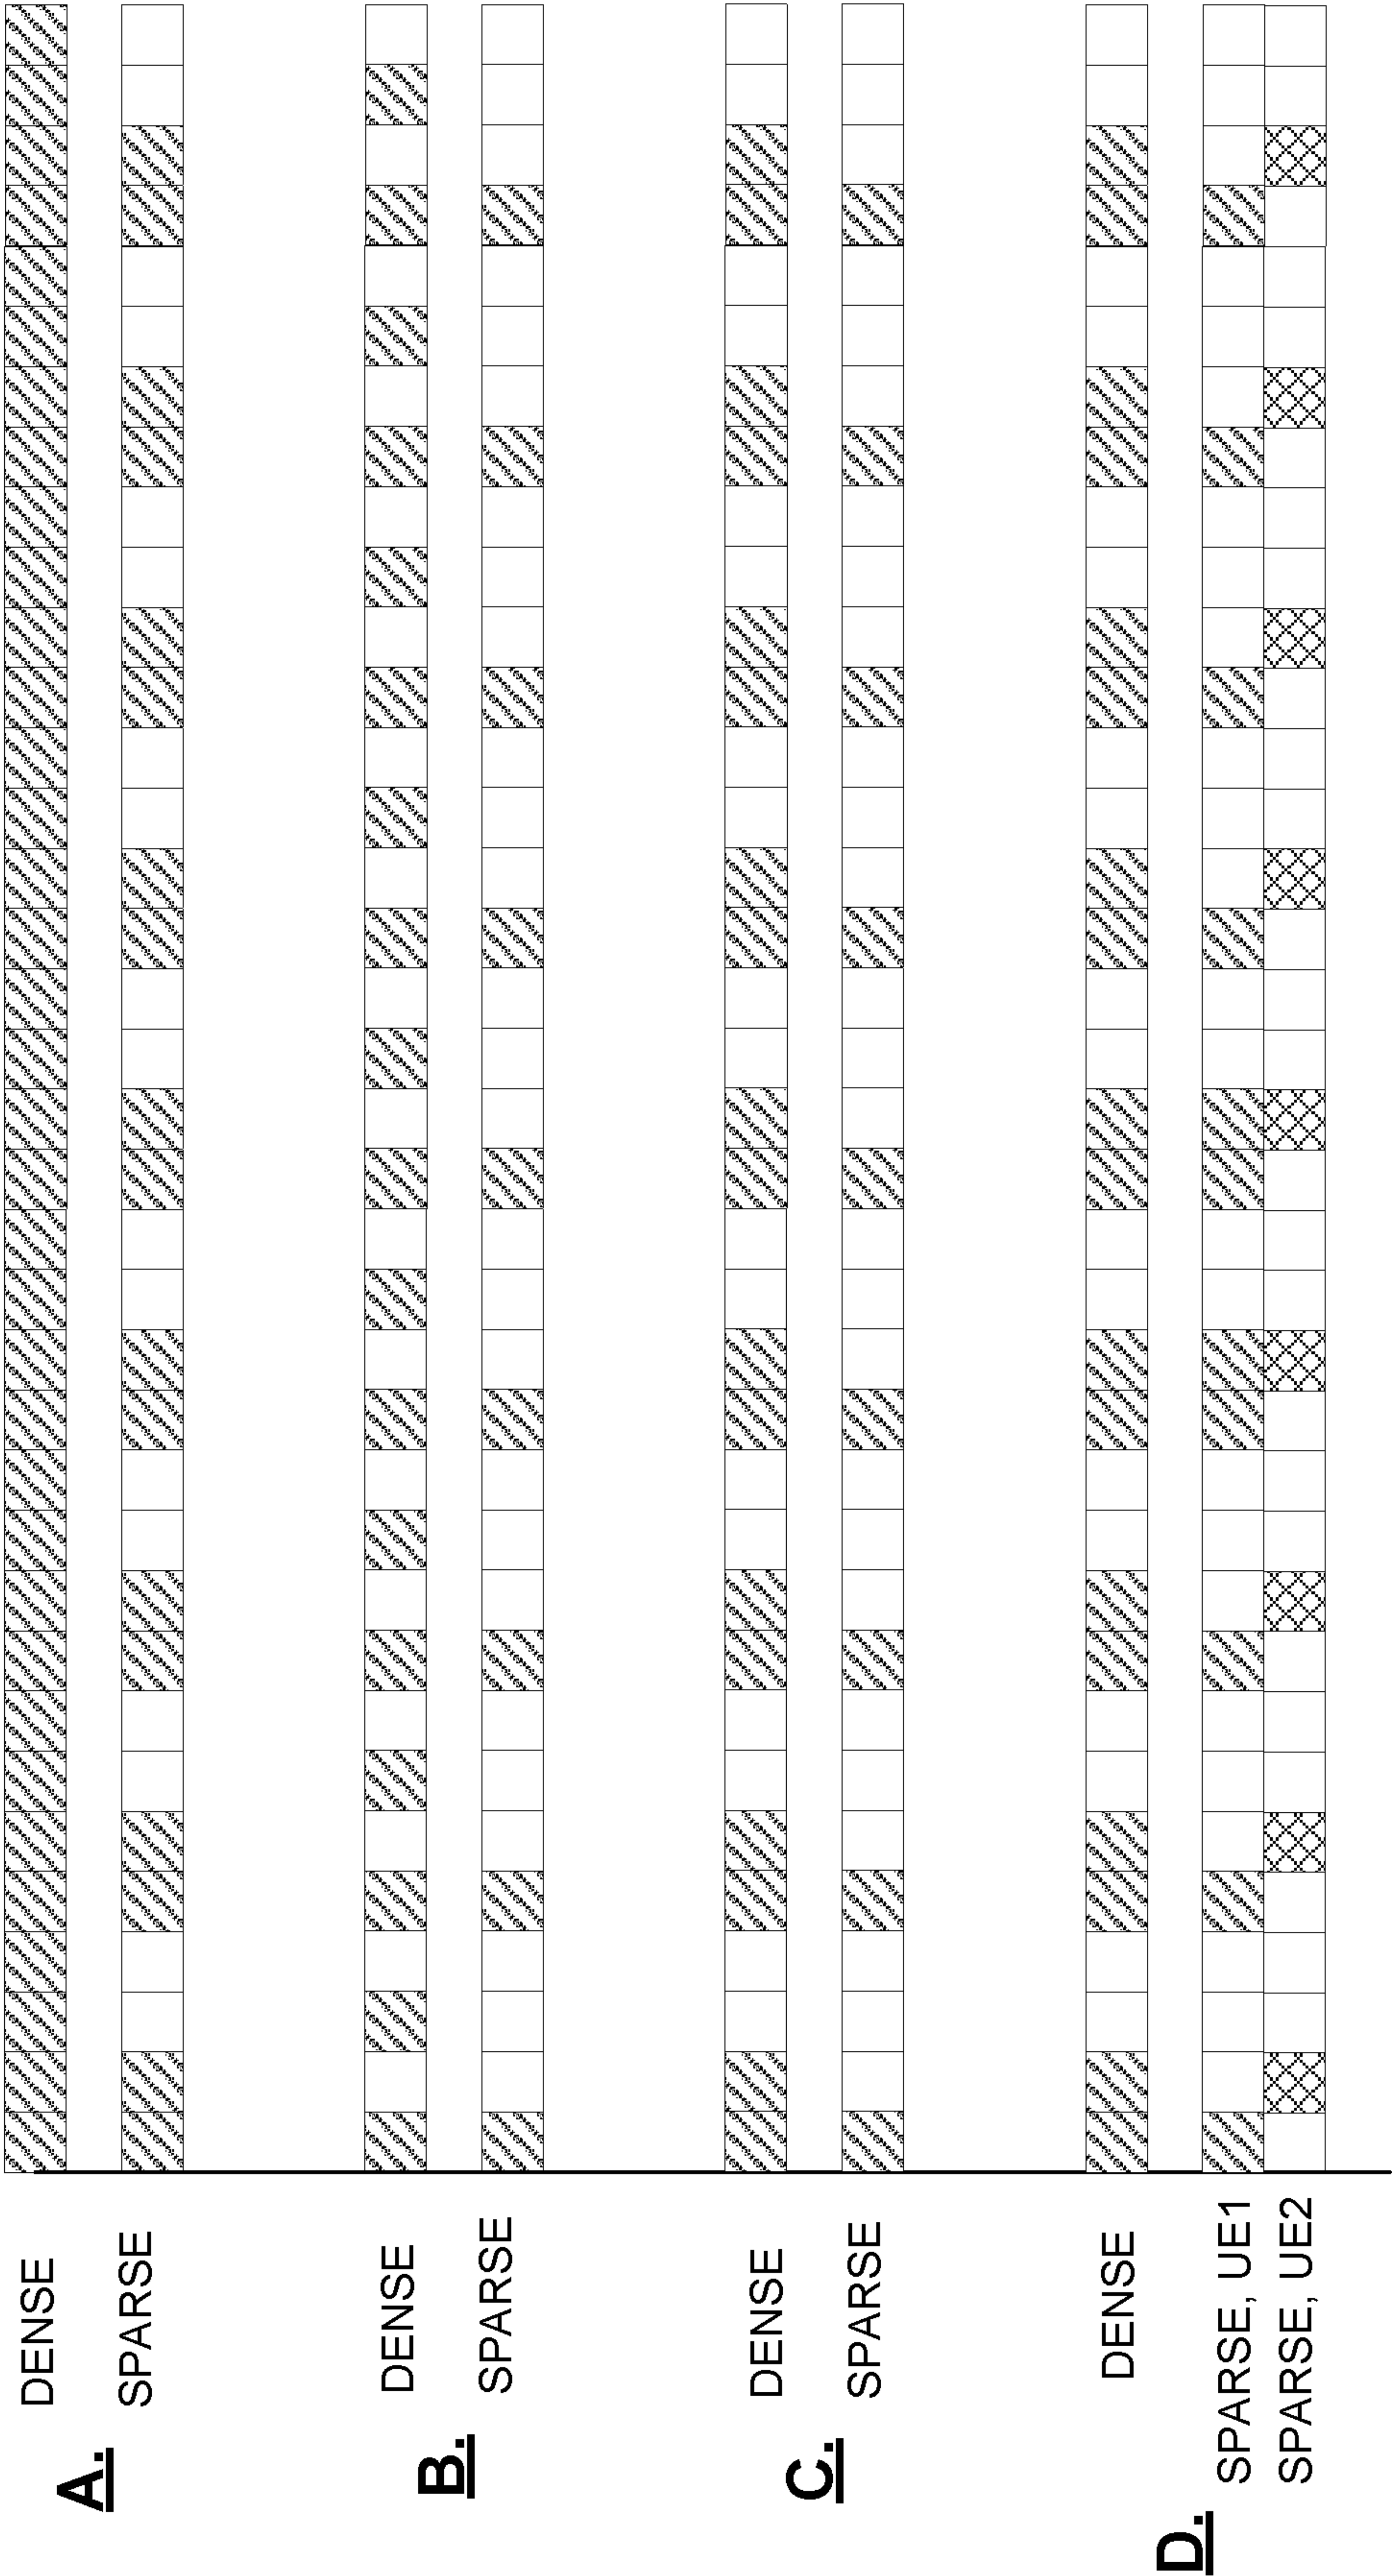 A.
DENSE
SPARSE
B.
DENSE
SPARSE
C.
DENSE
SPARSE
D.
DENSE
SPARSE, UE1
SPARSE, UE2